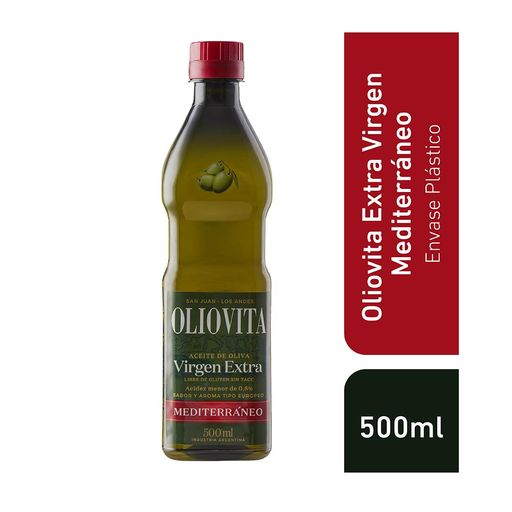 SAN JUAN - LOS ANDES
OLIOVITA
ACEITE DE OLIVA
Virgen Extra
LIBRE DE GLUTEN SIN TACC
Acidez menor de 0,8%
SABOR Y AROMA TIPO EUROPEO
MEDITERRÁNEO
500ml
INDUSTRIA ARGENTINA
Oliovita Extra Virgen
Mediterráneo
Envase Plástico
500ml